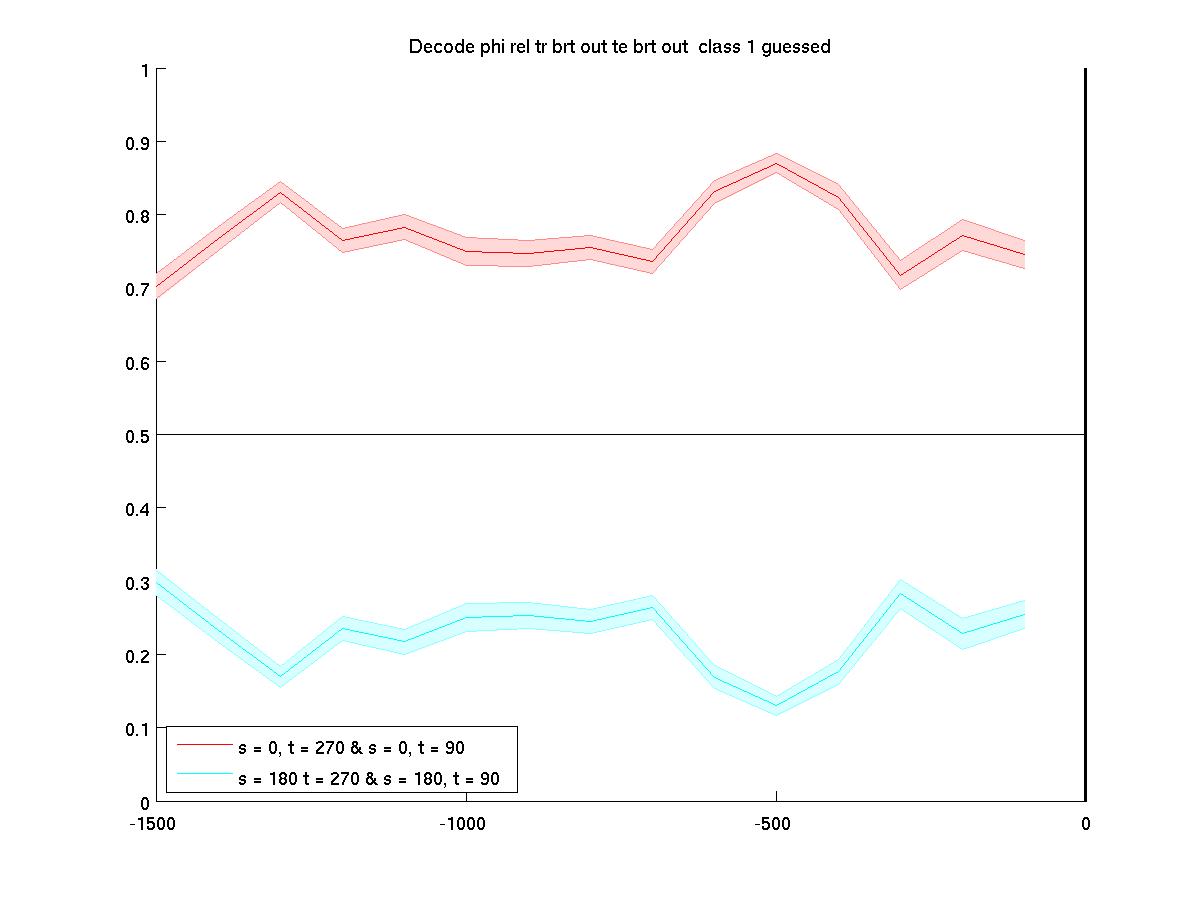 Decode phi rel tr brt out te brt out  class 1 guessed
1
0.9
0.8
0.7
0.6
0.5
0.4
0.3
0.2
0.1
0
s = 0, t = 270 & s = 0, t = 90
s = 180 t = 270 & s = 180, t = 90
-1500 -1000 -500 0